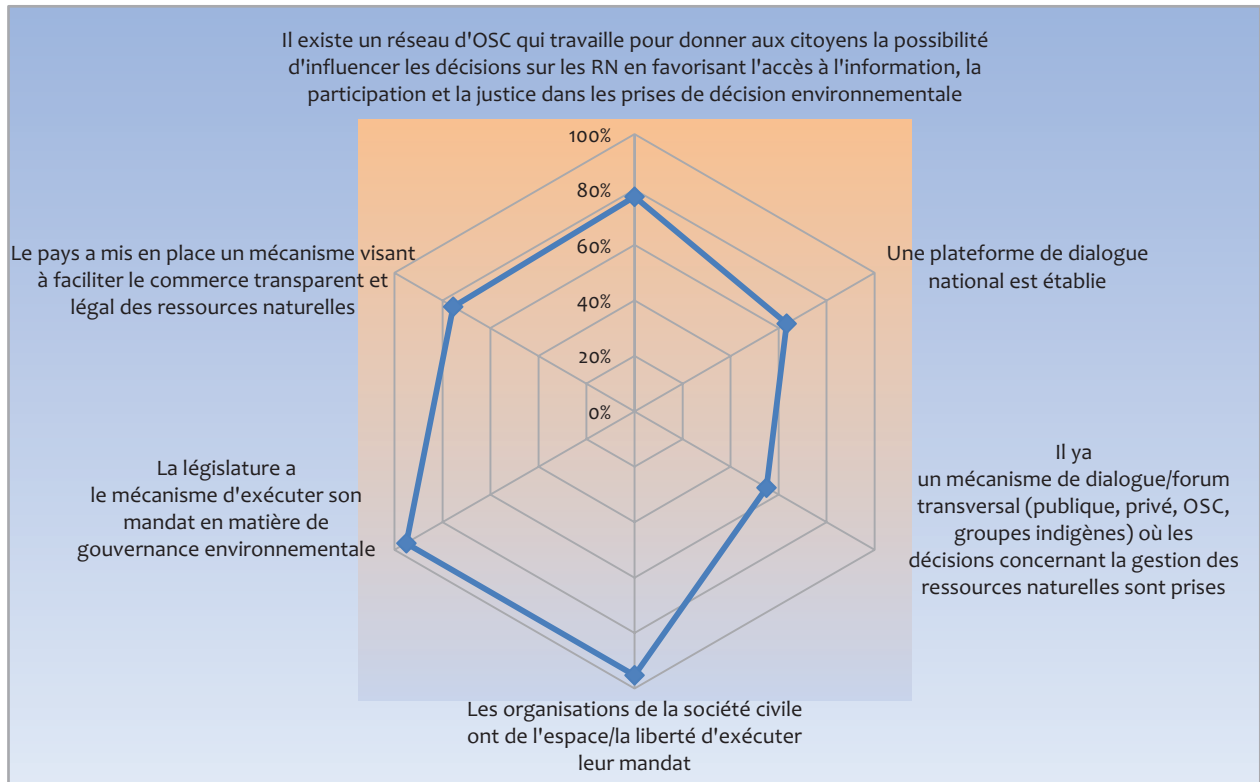 Il existe un réseau d'OSC qui travaille pour donner aux citoyens la possibilité
d'influencer les décisions sur les RN en favorisant l'accès à l'information, la
participation et la justice dans les prises de décision environnementale
100%
80%
60%
40%
20%
0%
Une plateforme de dialogue
national est établie
Il ya
un mécanisme de dialogue/forum
transversal (publique, privé, OSC,
groupes indigènes) où les
décisions concernant la gestion des
ressources naturelles sont prises
Les organisations de la société civile
ont de l'espace/la liberté d'exécuter
leur mandat
La législature a
le mécanisme d'exécuter son
mandat en matière de
gouvernance environnementale
Le pays a mis en place un mécanisme visant
à faciliter le commerce transparent et
légal des ressources naturelles